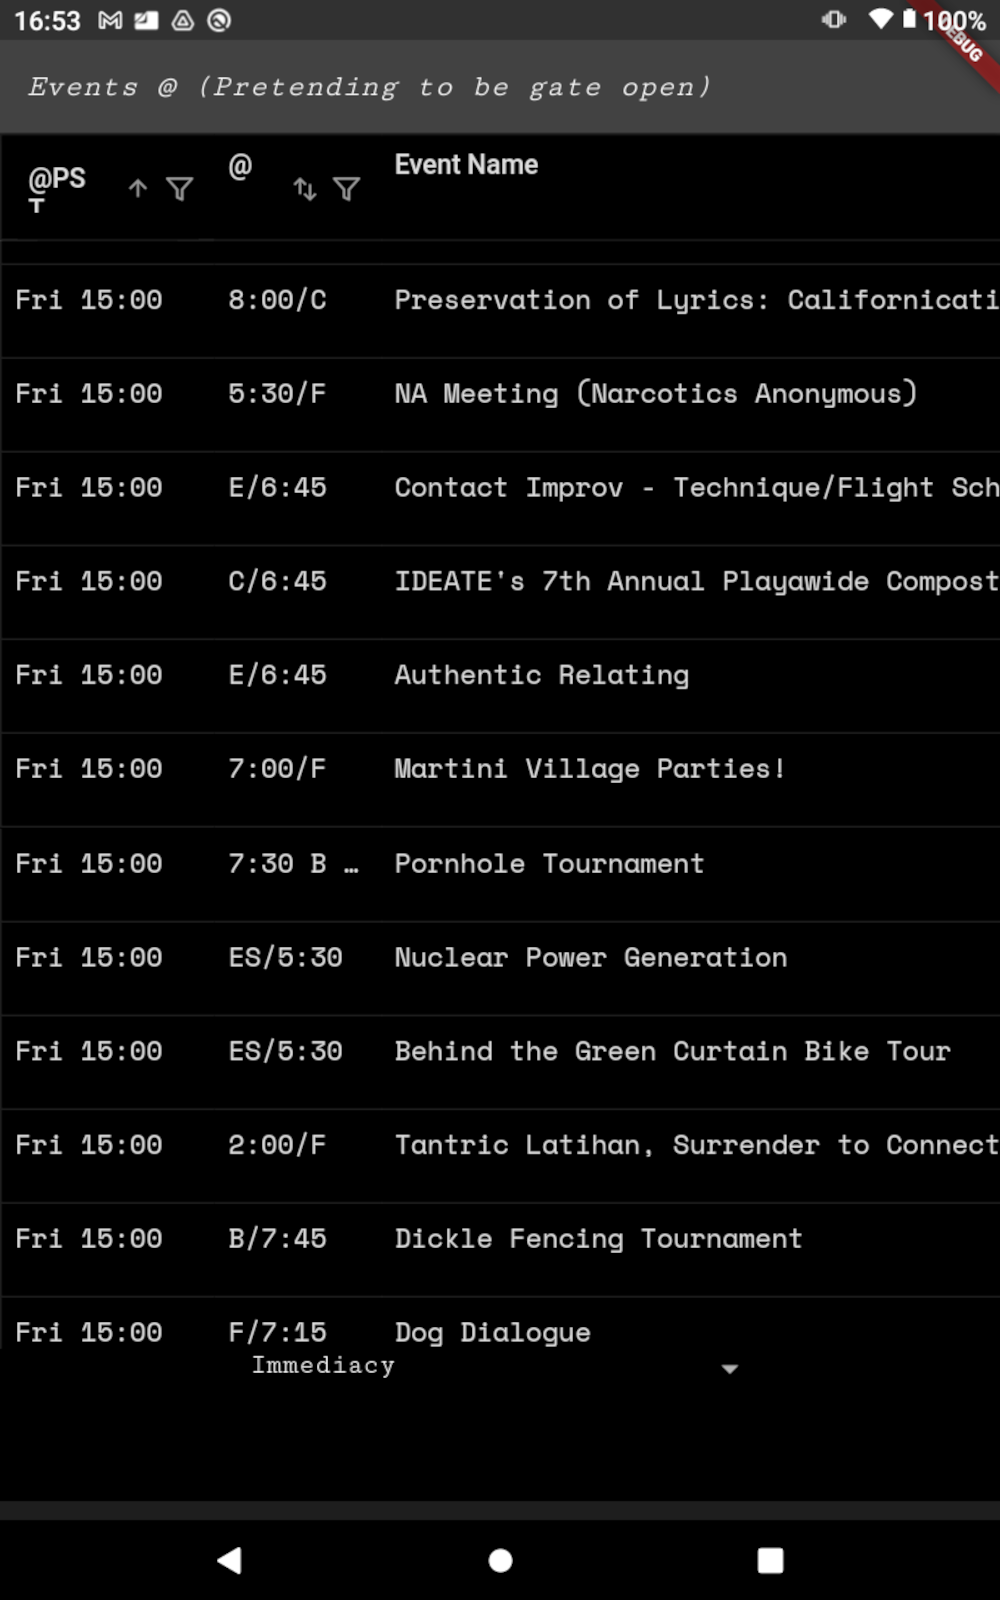 16:53 100%
DEBUG
Events @ (Pretending to be gate open)
@PS
T
@
Event Name
Fri 15:00 8:00/C Preservation of Lyrics: Californicati
Fri 15:00 5:30/F NA Meeting (Narcotics Anonymous)
Fri 15:00 E/6:45 Contact Improv - Technique/Flight Sch
Fri 15:00 C/6:45 IDEATE's 7th Annual Playawide Compost
Fri 15:00 E/6:45 Authentic Relating
Fri 15:00 7:00/F Martini Village Parties!
Fri 15:00 7:30 B … Pornhole Tournament
Fri 15:00 ES/5:30 Nuclear Power Generation
Fri 15:00 ES/5:30 Behind the Green Curtain Bike Tour
Fri 15:00 2:00/F Tantric Latihan, Surrender to Connect
Fri 15:00 B/7:45 Dickle Fencing Tournament
Fri 15:00 F/7:15 Dog Dialogue
Immediacy